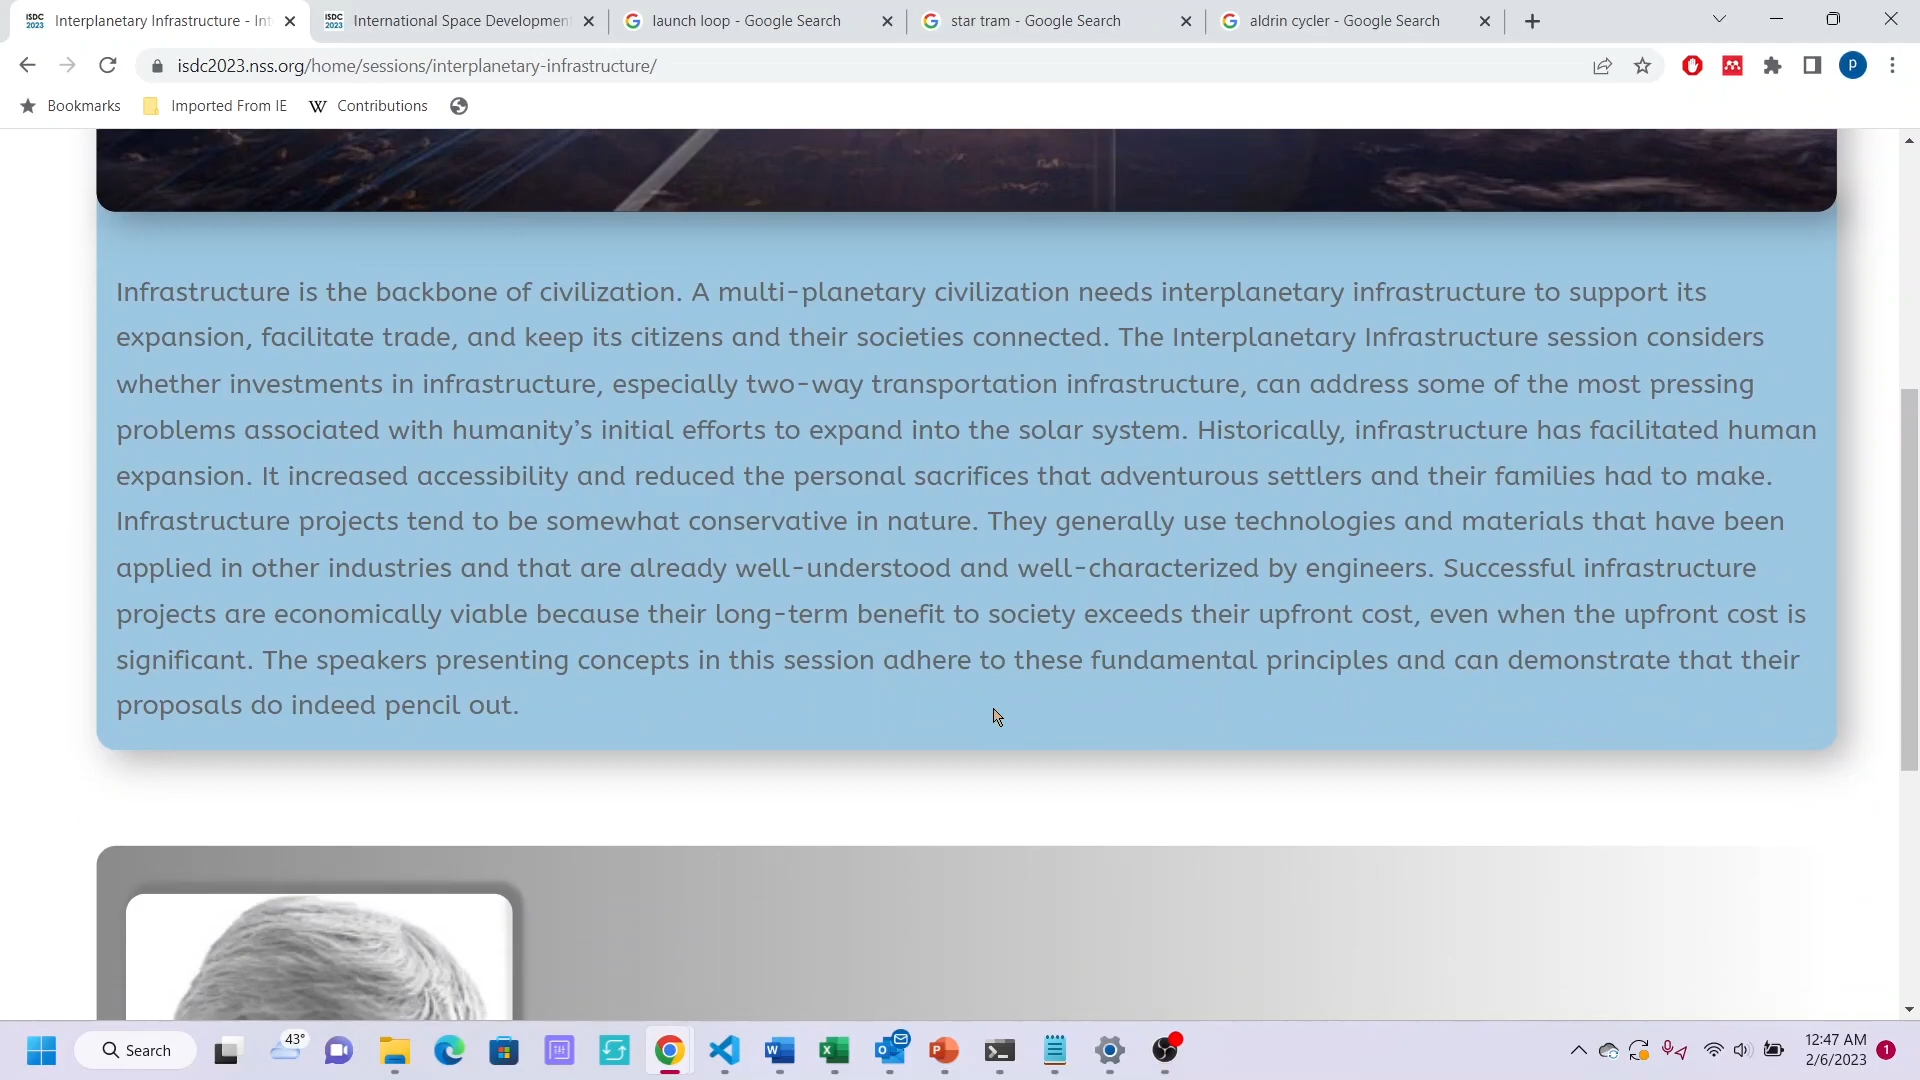 ISDC 2023 Interplanetary Infrastructure - Int
ISDC 2023 International Space Development
launch loop - Google Search
star tram - Google Search
aldrin cycler - Google Search
isdc2023.nss.org/home/sessions/interplanetary-infrastructure/
P
Bookmarks
Imported From IE
W Contributions
Infrastructure is the backbone of civilization. A multi-planetary civilization needs interplanetary infrastructure to support its
expansion, facilitate trade, and keep its citizens and their societies connected. The Interplanetary Infrastructure session considers
whether investments in infrastructure, especially two-way transportation infrastructure, can address some of the most pressing
problems associated with humanity’s initial efforts to expand into the solar system. Historically, infrastructure has facilitated human
expansion. It increased accessibility and reduced the personal sacrifices that adventurous settlers and their families had to make.
Infrastructure projects tend to be somewhat conservative in nature. They generally use technologies and materials that have been
applied in other industries and that are already well-understood and well-characterized by engineers. Successful infrastructure
projects are economically viable because their long-term benefit to society exceeds their upfront cost, even when the upfront cost is
significant. The speakers presenting concepts in this session adhere to these fundamental principles and can demonstrate that their
proposals do indeed pencil out.
Search
43°
12:47 AM
2/6/2023
1